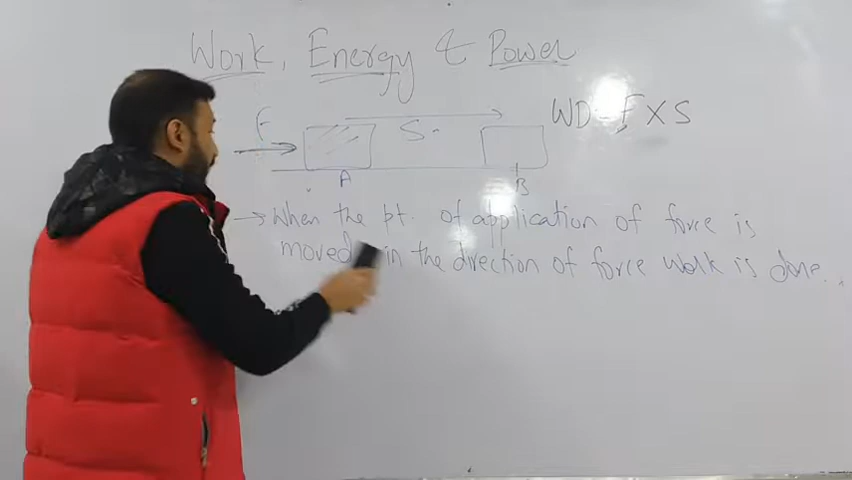 Work, Energy & Power
F
S
WD = F x S
A
B
→ When the pt. of application of force is
moved in the direction of force work is done.